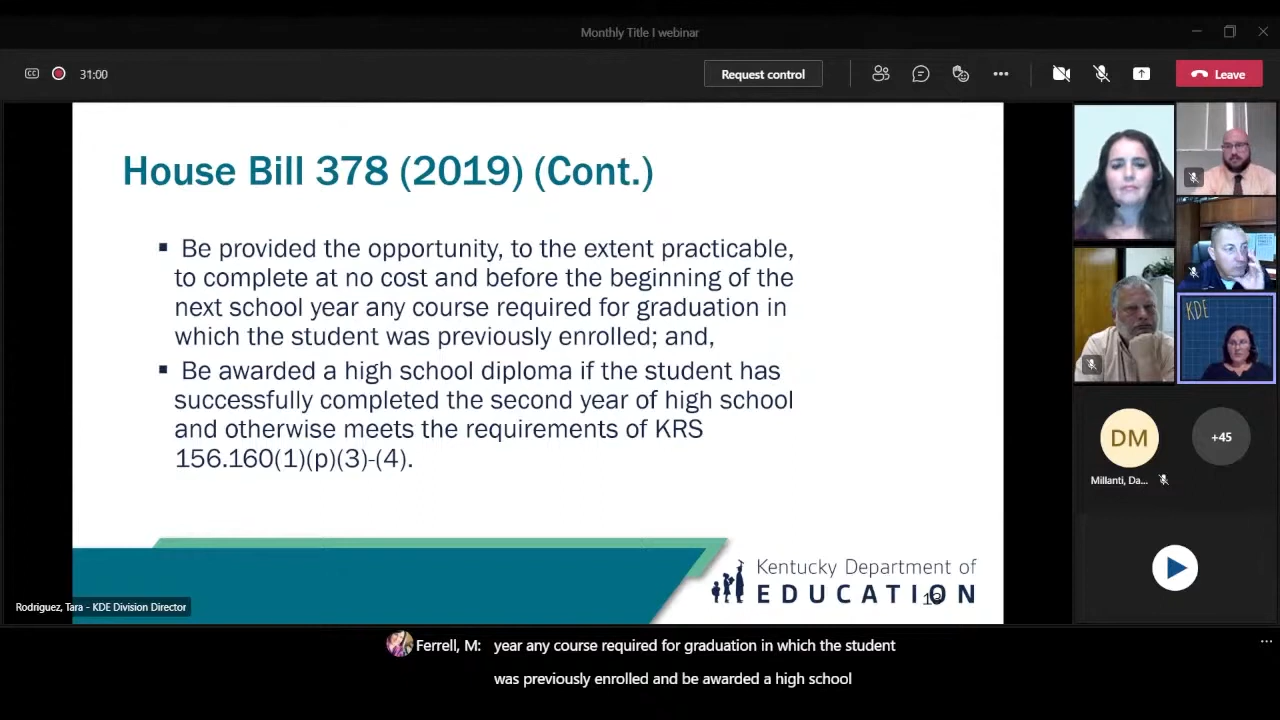 Monthly Title I webinar
CC
31:00
Request control
Leave
House Bill 378 (2019) (Cont.)
Be provided the opportunity, to the extent practicable,
to complete at no cost and before the beginning of the
next school year any course required for graduation in
which the student was previously enrolled; and,
Be awarded a high school diploma if the student has
successfully completed the second year of high school
and otherwise meets the requirements of KRS
156.160(1)(p)(3)-(4).
KDE
DM
+45
Millanti, Da...
Kentucky Department of
EDUCATION
Rodriguez, Tara - KDE Division Director
Ferrell, M: year any course required for graduation in which the student
was previously enrolled and be awarded a high school